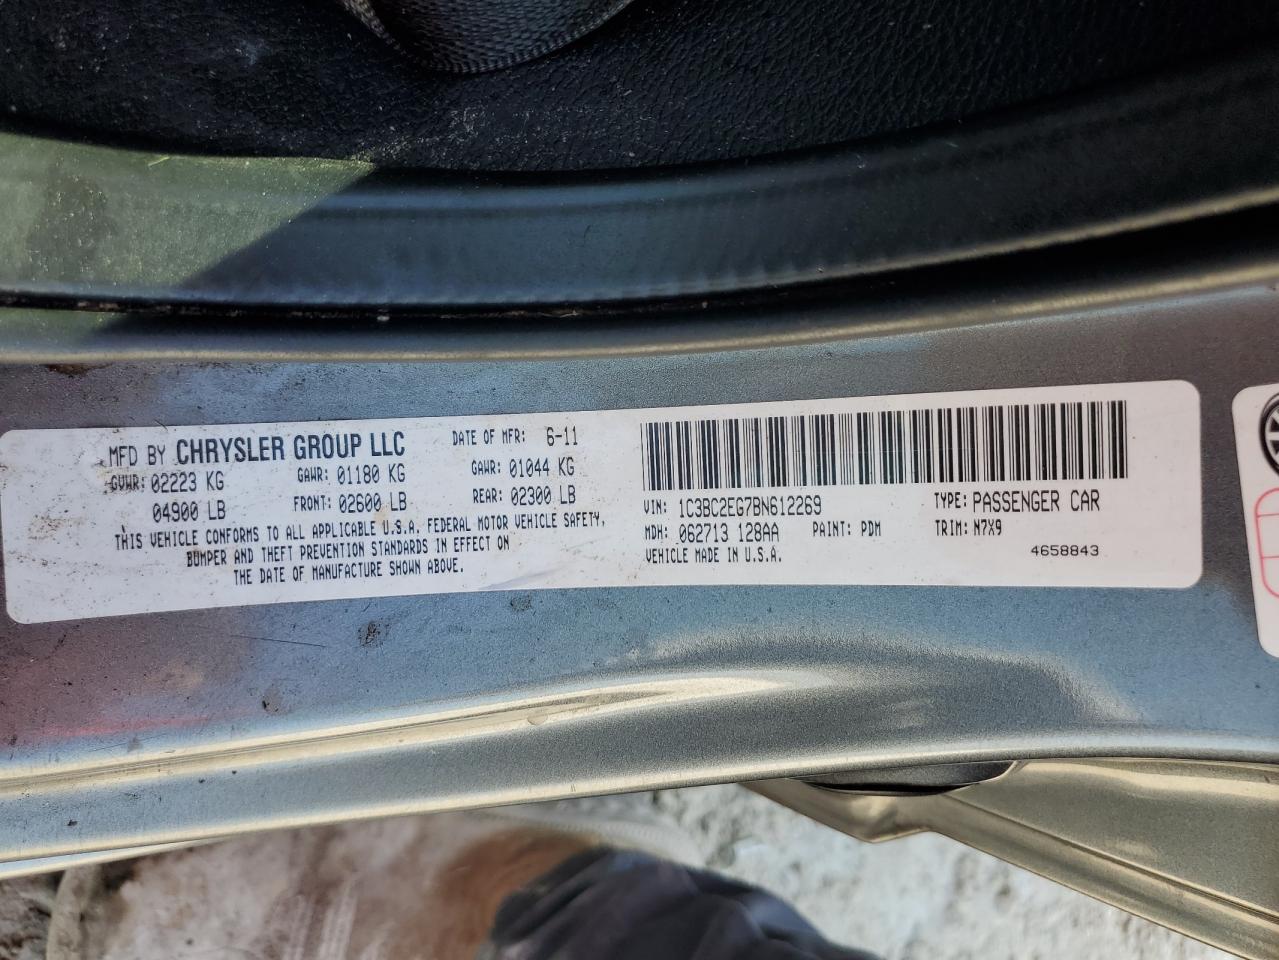 MFD BY CHRYSLER GROUP LLC DATE OF MFR: 6-11
GVWR: 02223 KG GAWR: 01180 KG GAWR: 01044 KG
04900 LB FRONT: 02600 LB REAR: 02300 LB
THIS VEHICLE CONFORMS TO ALL APPLICABLE U.S.A. FEDERAL MOTOR VEHICLE SAFETY,
BUMPER AND THEFT PREVENTION STANDARDS IN EFFECT ON
THE DATE OF MANUFACTURE SHOWN ABOVE.
VIN: 1C3BC2EG7BN612269 TYPE: PASSENGER CAR
MDH: 062713 128AA PAINT: PDM TRIM: N7X9
VEHICLE MADE IN U.S.A. 4658843